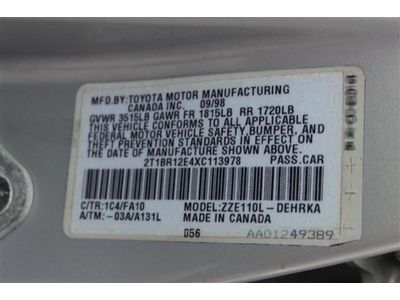 MFD.BY:TOYOTA MOTOR MANUFACTURING
CANADA INC. 09/98
GVWR 3515LB GAWR FR 1815LB RR 1720LB
THIS VEHICLE CONFORMS TO ALL APPLICABLE
FEDERAL MOTOR VEHICLE SAFETY,BUMPER, AND
THEFT PREVENTION STANDARDS IN EFFECT ON
THE DATE OF MANUFACTURE SHOWN ABOVE.
2T1BR12E4XC113978 PASS.CAR
C/TR:1C4/FA10 MODEL:ZZE110L-DEHRKA
A/TM:-03A/A131L MADE IN CANADA
056 AA012493B9